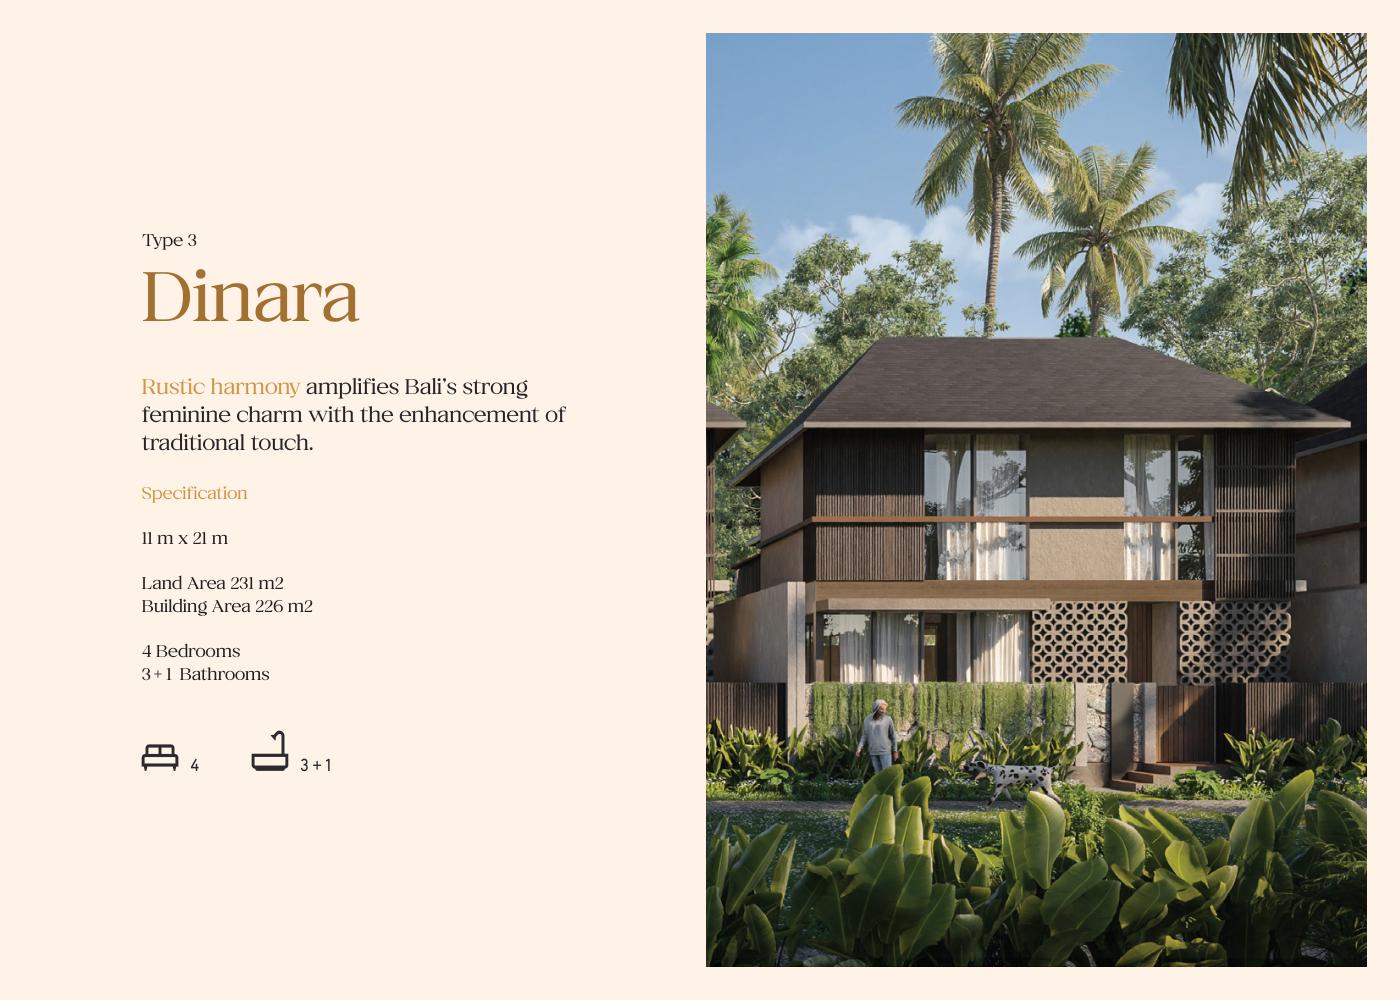 Type 3
Dinara
Rustic harmony amplifies Bali's strong
feminine charm with the enhancement of
traditional touch.
Specification
11 m x 21 m
Land Area 231 m2
Building Area 226 m2
4 Bedrooms
3+1 Bathrooms
4
3+1